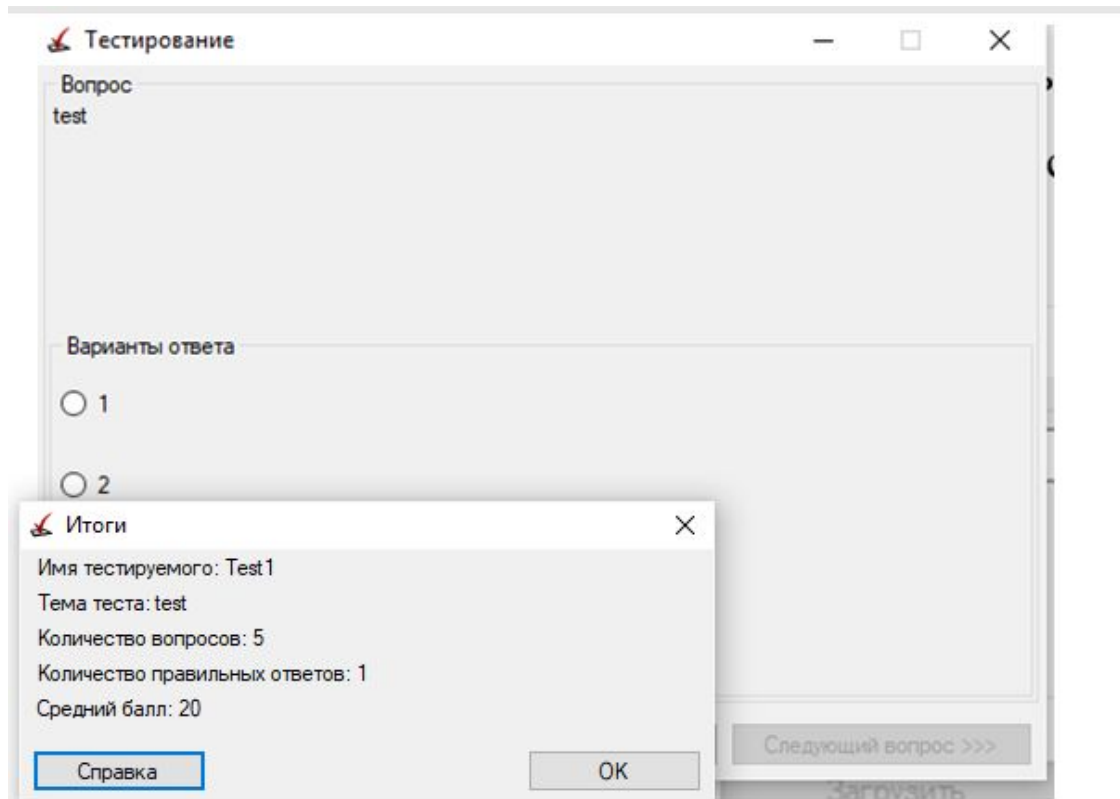 Тестирование
Вопрос
test
Варианты ответа
1
2
Итоги
Имя тестируемого: Test1
Тема теста: test
Количество вопросов: 5
Количество правильных ответов: 1
Средний балл: 20
Справка
OK
Следующий вопрос >>>
Загрузить